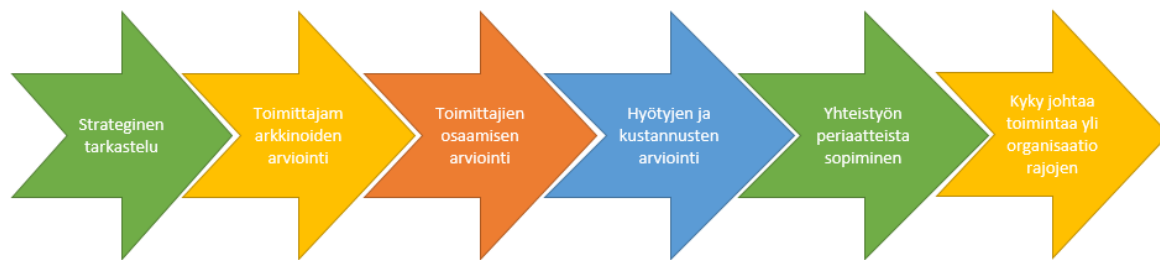 Strateginen
tarkastelu
Toimittajam
arkkinoiden
arviointi
Toimittajien
osaamisen
arviointi
Hyötyjen ja
kustannusten
arviointi
Yhteistyön
periaatteista
sopiminen
Kyky johtaa
toimintaa yli
organisaatio
rajojen